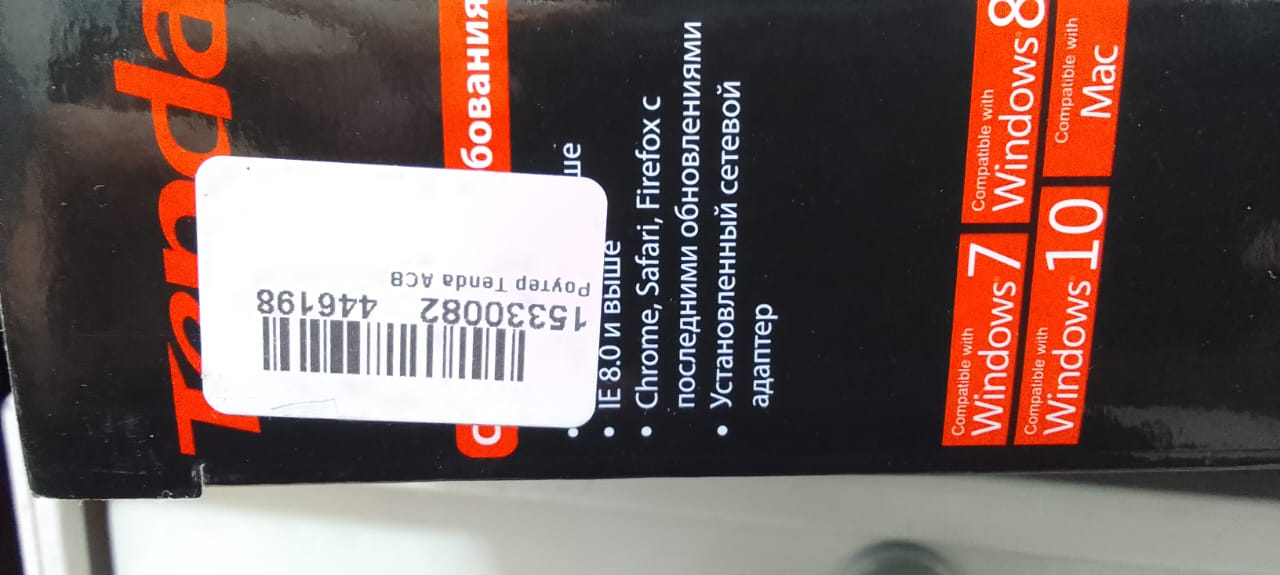 Tenda
бования
ше
IE 8.0 и выше
Chrome, Safari, Firefox с
последними обновлениями
Установленный сетевой
адаптер
Compatible with
Windows 7
Compatible with
Windows 8
Compatible with
Windows 10
Compatible with
Mac
15330082 446198
Роутер Tenda AC8